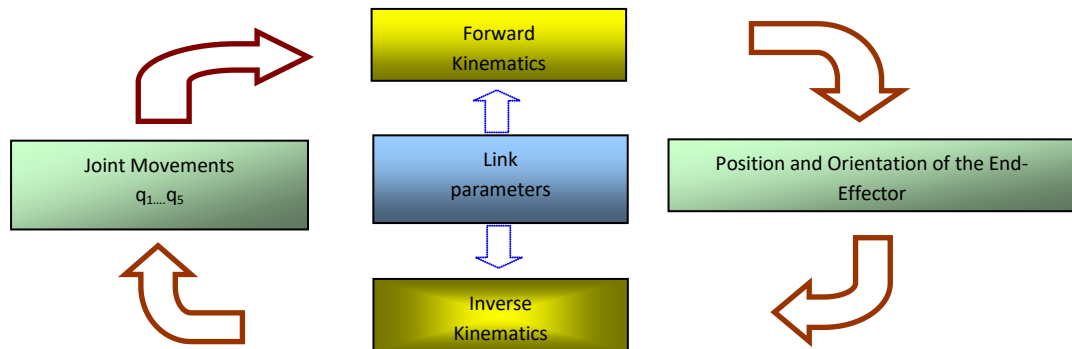 Forward
Kinematics
Joint Movements
q₁....q₅
Link
parameters
Position and Orientation of the End-
Effector
Inverse
Kinematics